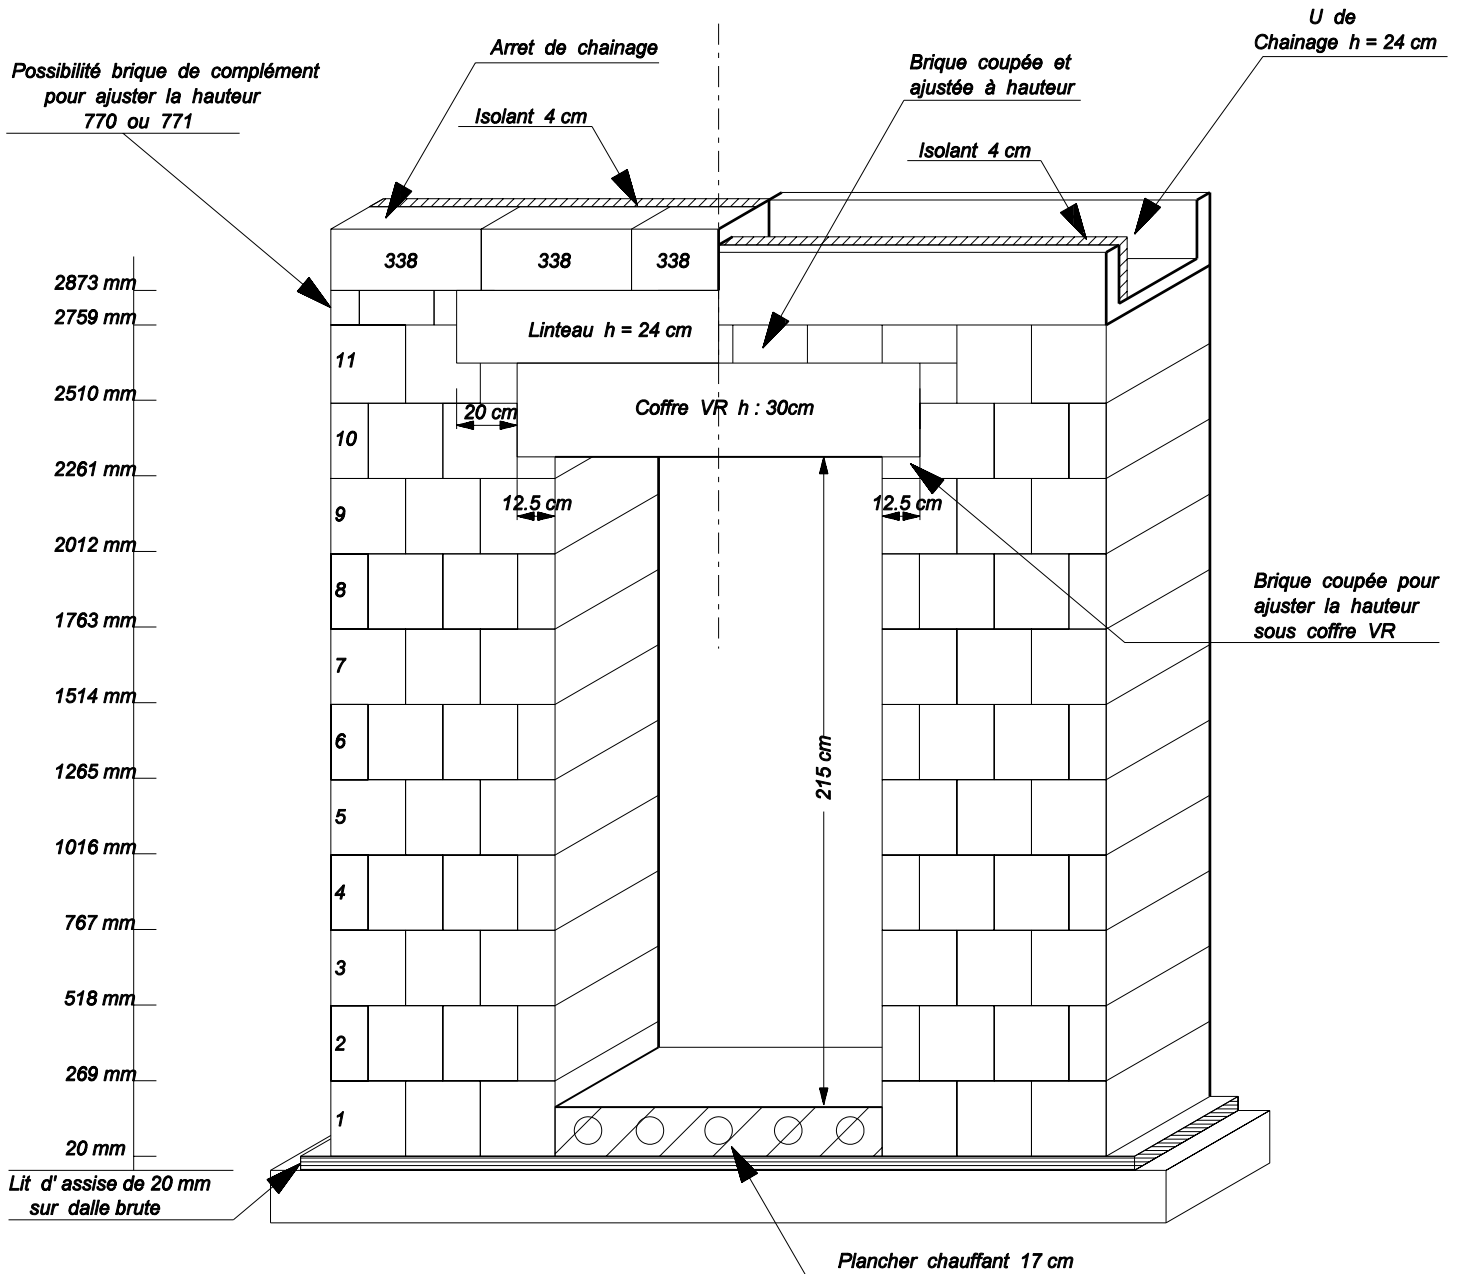 U de
Chainage h = 24 cm
Arret de chainage
Possibilité brique de complément
pour ajuster la hauteur
770 ou 771
Brique coupée et
ajustée à hauteur
Isolant 4 cm
Isolant 4 cm
338
338
338
2873 mm
2759 mm
Linteau h = 24 cm
11
2510 mm
20 cm
Coffre VR h : 30cm
10
2261 mm
12.5 cm
12.5 cm
9
2012 mm
Brique coupée pour
ajuster la hauteur
sous coffre VR
8
1763 mm
7
1514 mm
6
1265 mm
215 cm
5
1016 mm
4
767 mm
3
518 mm
2
269 mm
1
20 mm
Lit d' assise de 20 mm
sur dalle brute
Plancher chauffant 17 cm